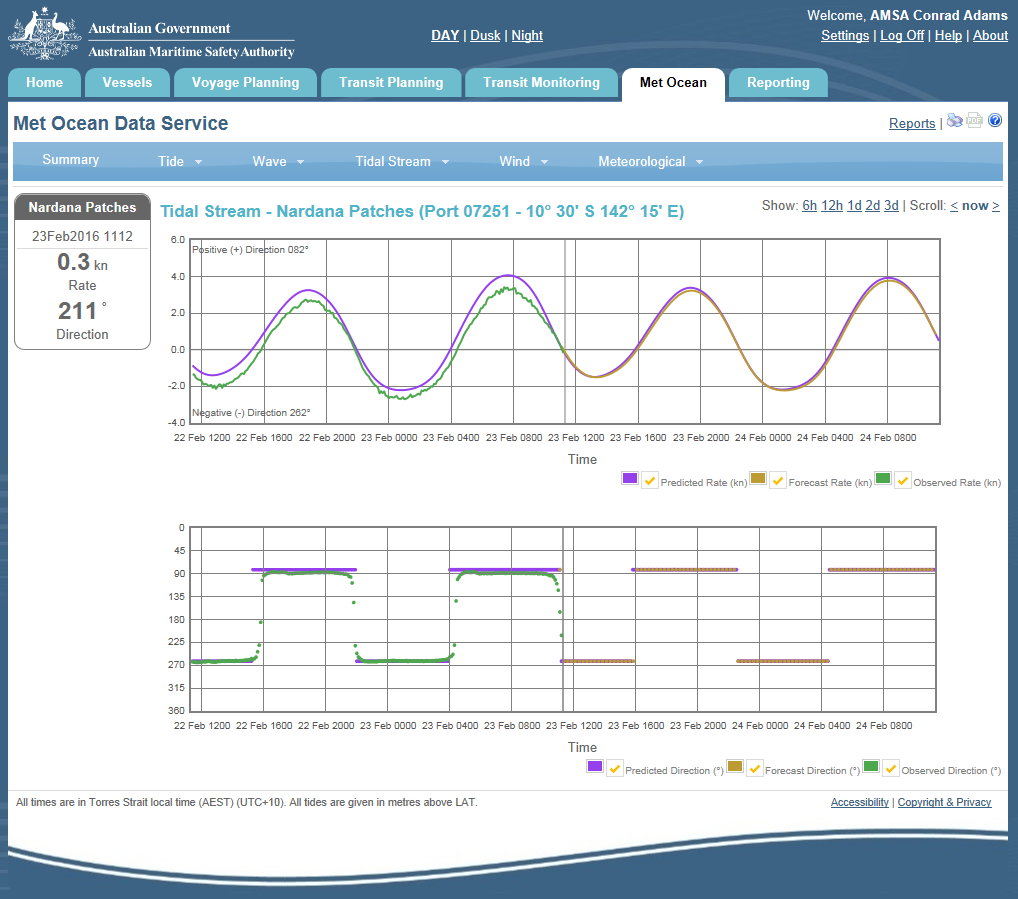 Australian Government
Australian Maritime Safety Authority
DAY | Dusk | Night
Welcome, AMSA Conrad Adams
Settings | Log Off | Help | About
Home Vessels Voyage Planning Transit Planning Transit Monitoring Met Ocean Reporting
Met Ocean Data Service
Reports |
Summary Tide Wave Tidal Stream Wind Meteorological
Nardana Patches
23Feb2016 1112
0.3 kn
Rate
211 °
Direction
Tidal Stream - Nardana Patches (Port 07251 - 10° 30' S 142° 15' E)
Show: 6h 12h 1d 2d 3d | Scroll: < now >
6.0
Positive (+) Direction 082°
4.0
2.0
0.0
-2.0
Negative (-) Direction 262°
-4.0
22 Feb 1200 22 Feb 1600 22 Feb 2000 23 Feb 0000 23 Feb 0400 23 Feb 0800 23 Feb 1200 23 Feb 1600 23 Feb 2000 24 Feb 0000 24 Feb 0400 24 Feb 0800
Time
Predicted Rate (kn) Forecast Rate (kn) Observed Rate (kn)
0
45
90
135
180
225
270
315
360
22 Feb 1200 22 Feb 1600 22 Feb 2000 23 Feb 0000 23 Feb 0400 23 Feb 0800 23 Feb 1200 23 Feb 1600 23 Feb 2000 24 Feb 0000 24 Feb 0400 24 Feb 0800
Time
Predicted Direction (°) Forecast Direction (°) Observed Direction (°)
All times are in Torres Strait local time (AEST) (UTC+10). All tides are given in metres above LAT.
Accessibility | Copyright & Privacy